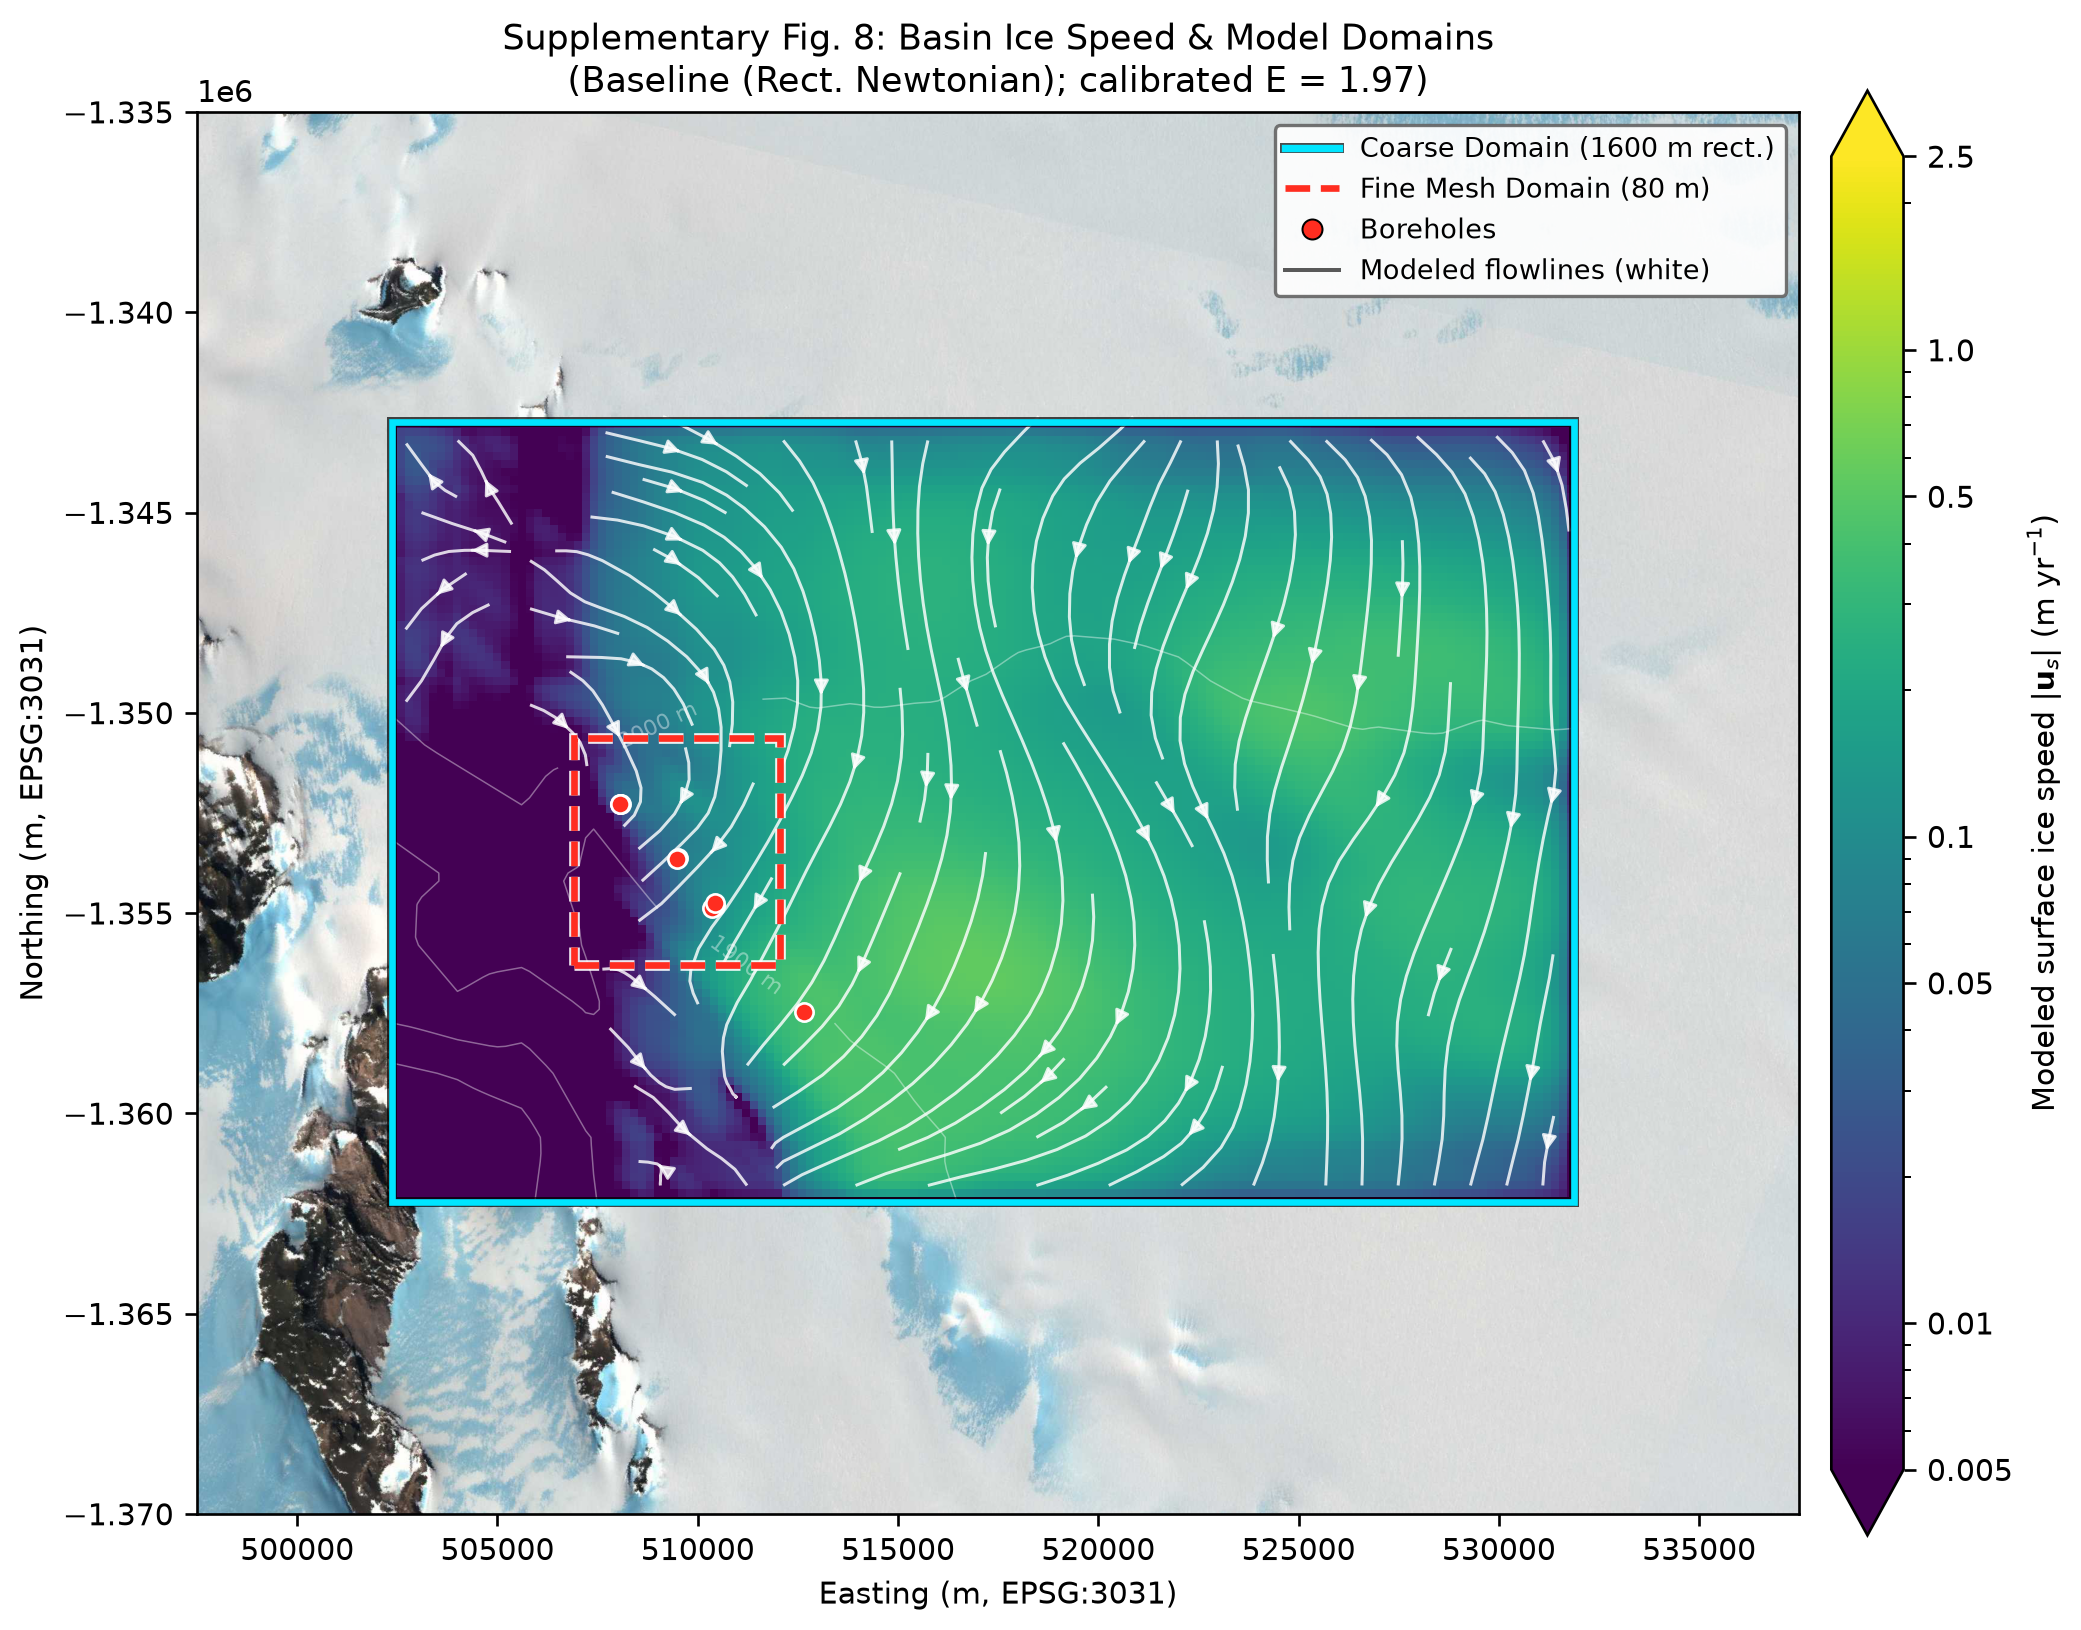 Supplementary Fig. 8: Basin Ice Speed & Model Domains
(Baseline (Rect. Newtonian); calibrated E = 1.97)
1e6
−1.335
−1.340
−1.345
−1.350
−1.355
−1.360
−1.365
−1.370
Northing (m, EPSG:3031)
Coarse Domain (1600 m rect.)
Fine Mesh Domain (80 m)
Boreholes
Modeled flowlines (white)
1900 m
500000 505000 510000 515000 520000 525000 530000 535000
Easting (m, EPSG:3031)
2.5
1.0
0.5
0.1
0.05
0.01
0.005
Modeled surface ice speed |uₛ| (m yr⁻¹)